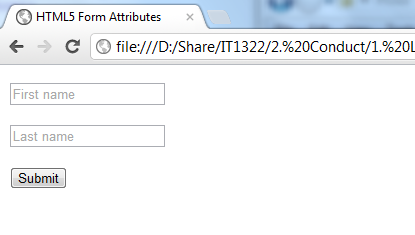 HTML5 Form Attributes
file:///D:/Share/IT1322/2.%20Conduct/1.%20L
First name
Last name
Submit